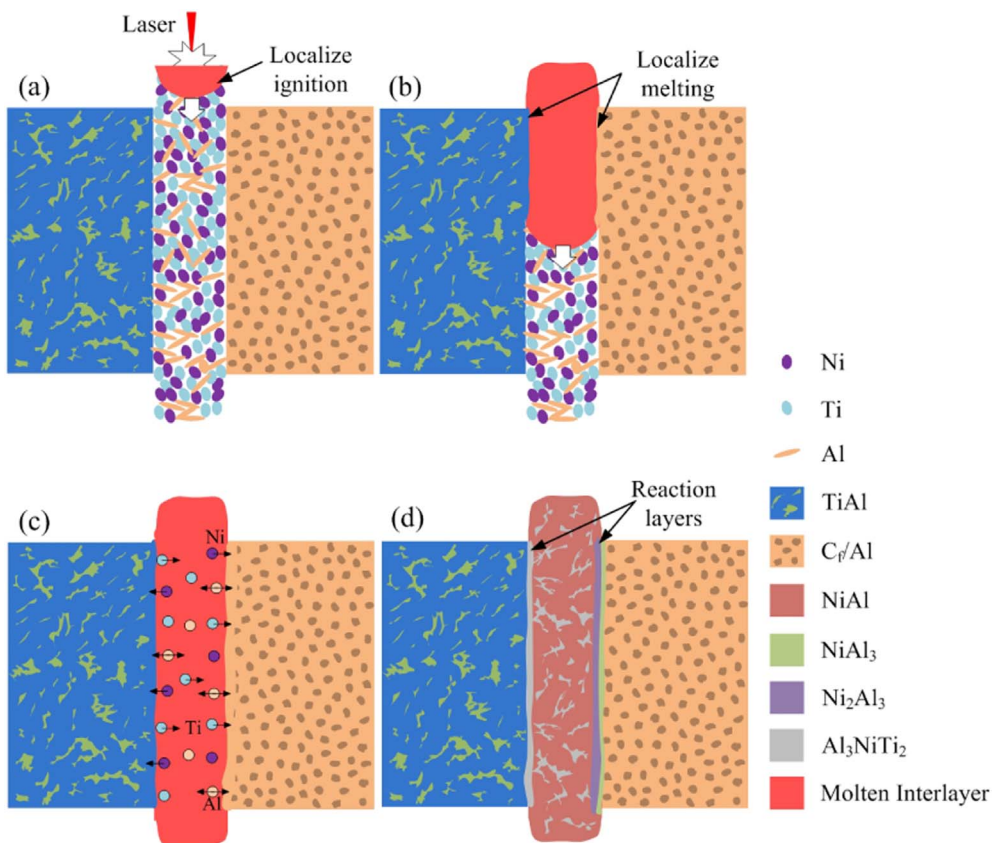 Laser
(a)
Localize
ignition
(b)
Localize
melting
Ni
Ti
Al
TiAl
Cf/Al
NiAl
NiAl3
Ni2Al3
Al3NiTi2
Molten Interlayer
(c)
Ni
Ti
Al
(d)
Reaction
layers